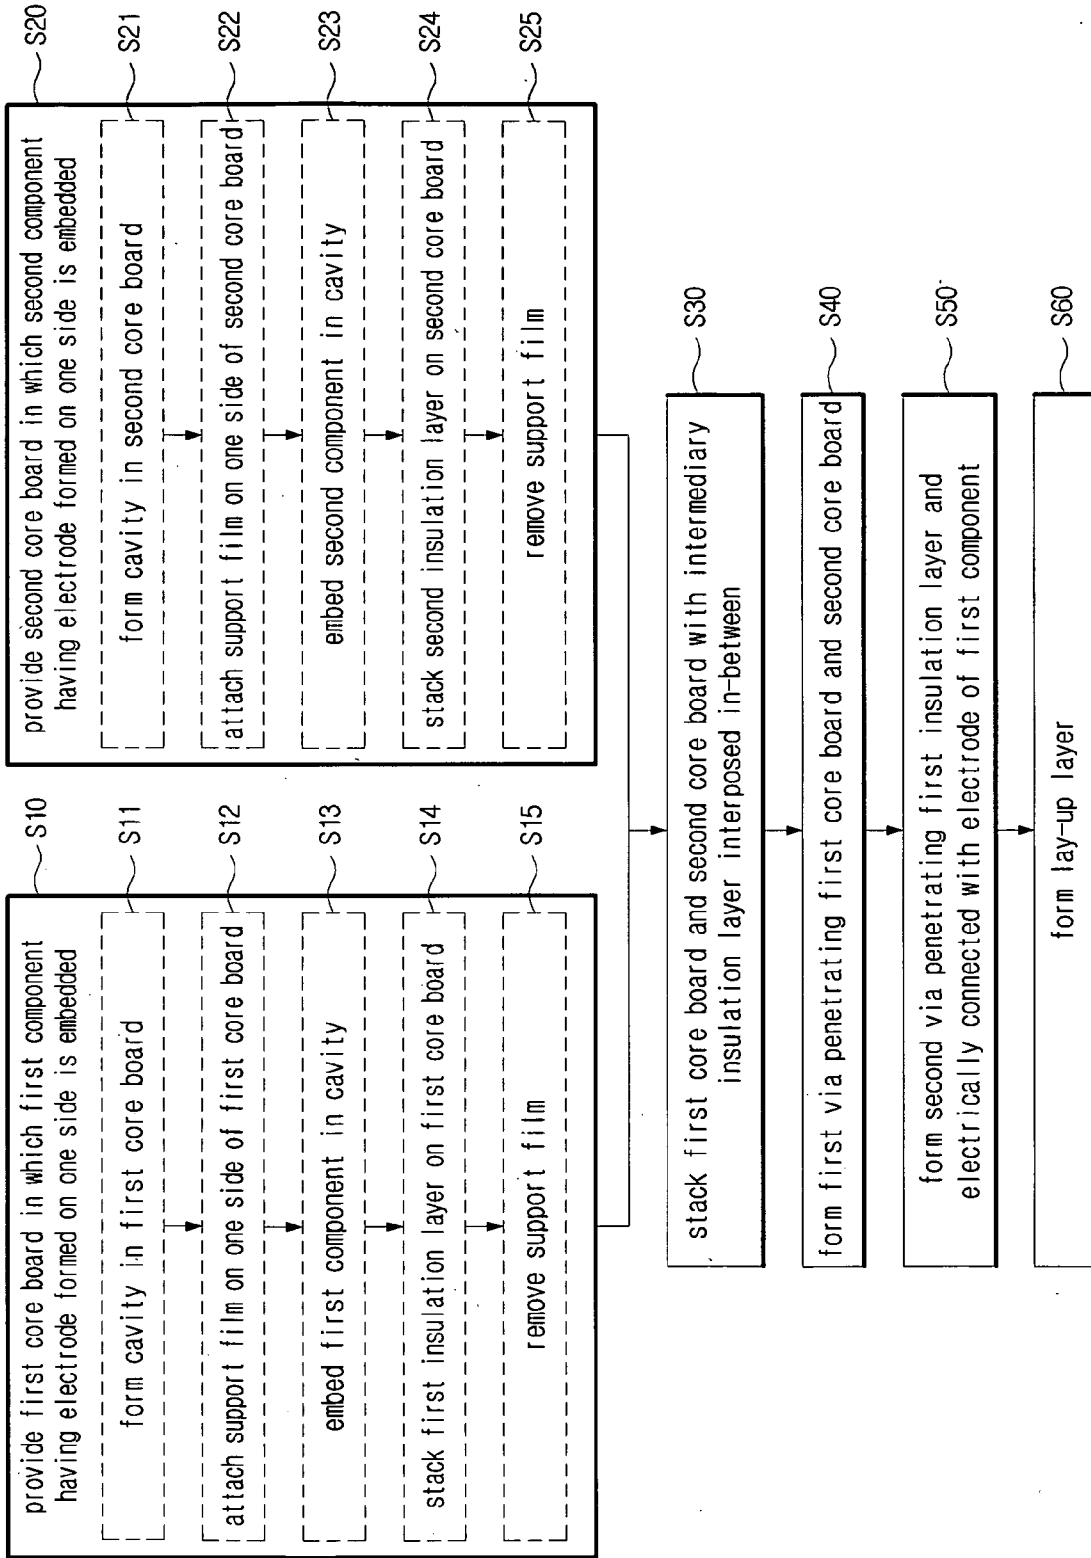 provide first core board in which first component
having electrode formed on one side is embedded
S10
form cavity in first core board
S11
attach support film on one side of first core board
S12
embed first component in cavity
S13
stack first insulation layer on first core board
S14
remove support film
S15
provide second core board in which second component
having electrode formed on one side is embedded
S20
form cavity in second core board
S21
attach support film on one side of second core board
S22
embed second component in cavity
S23
stack second insulation layer on second core board
S24
remove support film
S25
stack first core board and second core board with intermediary
insulation layer interposed in-between
S30
form first via penetrating first core board and second core board
S40
form second via penetrating first insulation layer and
electrically connected with electrode of first component
S50
form lay-up layer
S60